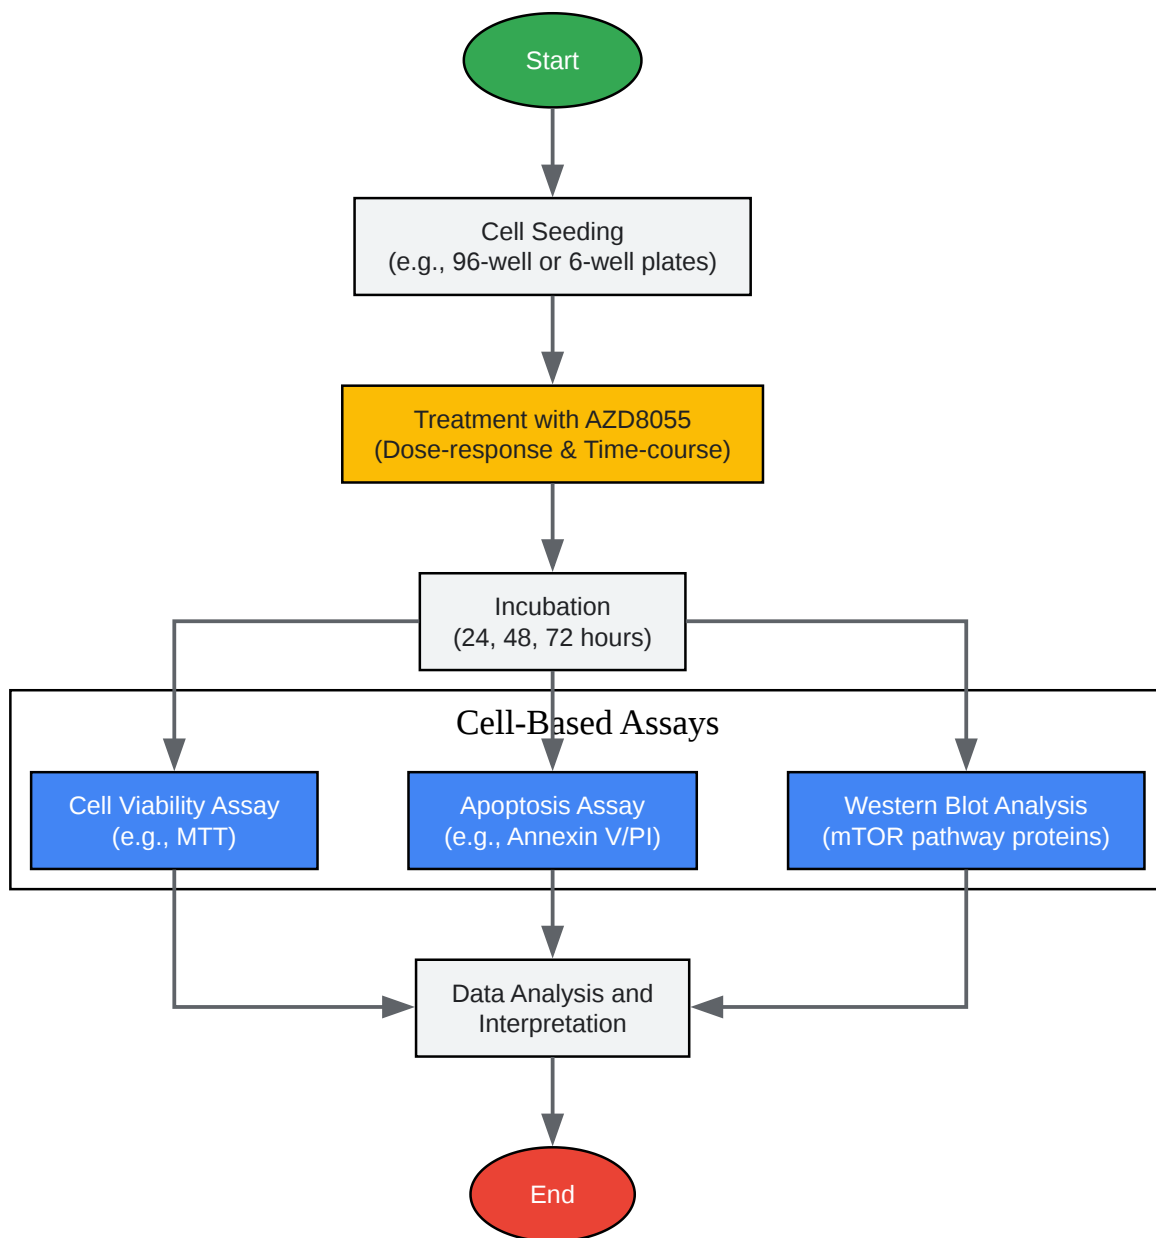 Start
Cell Seeding
(e.g., 96-well or 6-well plates)
Treatment with AZD8055
(Dose-response & Time-course)
Incubation
(24, 48, 72 hours)
Cell-Based Assays
Cell Viability Assay
(e.g., MTT)
Apoptosis Assay
(e.g., Annexin V/PI)
Western Blot Analysis
(mTOR pathway proteins)
Data Analysis and
Interpretation
End